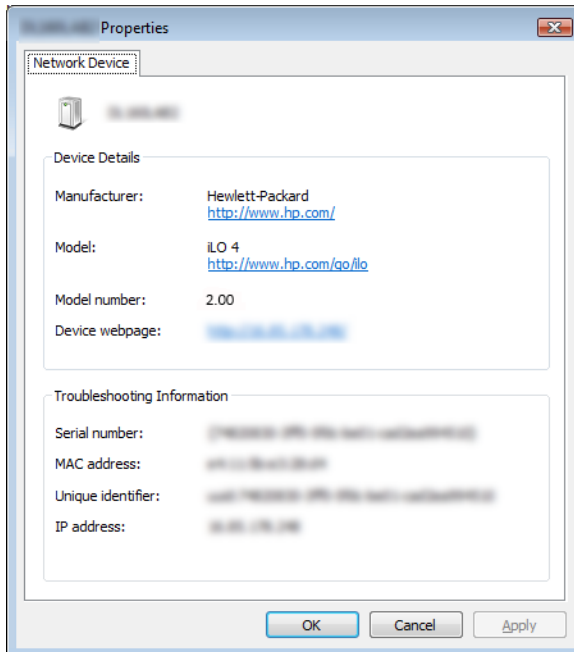 Properties
Network Device
Device Details
Manufacturer: Hewlett-Packard
http://www.hp.com/
Model: iLO 4
http://www.hp.com/go/ilo
Model number: 2.00
Device webpage:
Troubleshooting Information
Serial number:
MAC address:
Unique identifier:
IP address:
OK Cancel Apply